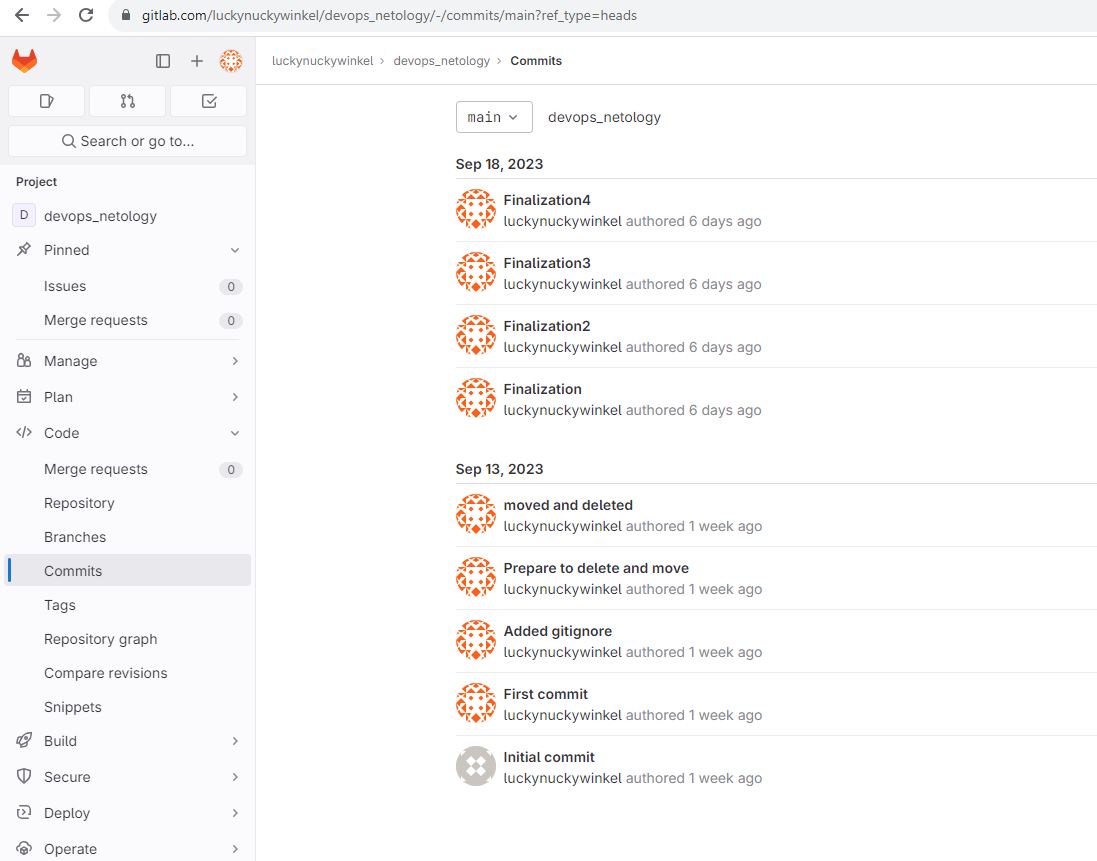 gitlab.com/luckynuckywinkel/devops_netology/-/commits/main?ref_type=heads
luckynuckywinkel › devops_netology › Commits
Search or go to...
Project
D devops_netology
Pinned
Issues 0
Merge requests 0
Manage
Plan
Code
Merge requests 0
Repository
Branches
Commits
Tags
Repository graph
Compare revisions
Snippets
Build
Secure
Deploy
Operate
main devops_netology
Sep 18, 2023
Finalization4
luckynuckywinkel authored 6 days ago
Finalization3
luckynuckywinkel authored 6 days ago
Finalization2
luckynuckywinkel authored 6 days ago
Finalization
luckynuckywinkel authored 6 days ago
Sep 13, 2023
moved and deleted
luckynuckywinkel authored 1 week ago
Prepare to delete and move
luckynuckywinkel authored 1 week ago
Added gitignore
luckynuckywinkel authored 1 week ago
First commit
luckynuckywinkel authored 1 week ago
Initial commit
luckynuckywinkel authored 1 week ago